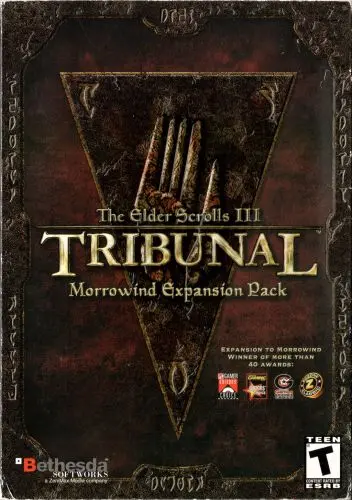 The Elder Scrolls III
TRIBUNAL
Morrowind Expansion Pack
EXPANSION TO MORROWIND
WINNER OF MORE THAN
40 AWARDS:
Bethesda
SOFTWORKS
a ZeniMax Media company
TEEN
T
CONTENT RATED BY
ESRB